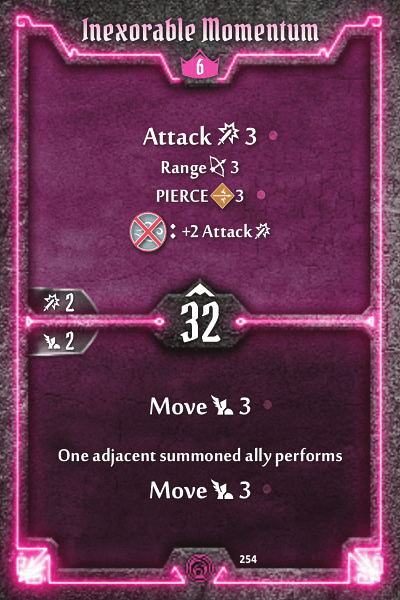 Inexorable Momentum
6
Attack 3
Range 3
PIERCE 3
: +2 Attack
2
32
2
Move 3
One adjacent summoned ally performs
Move 3
254